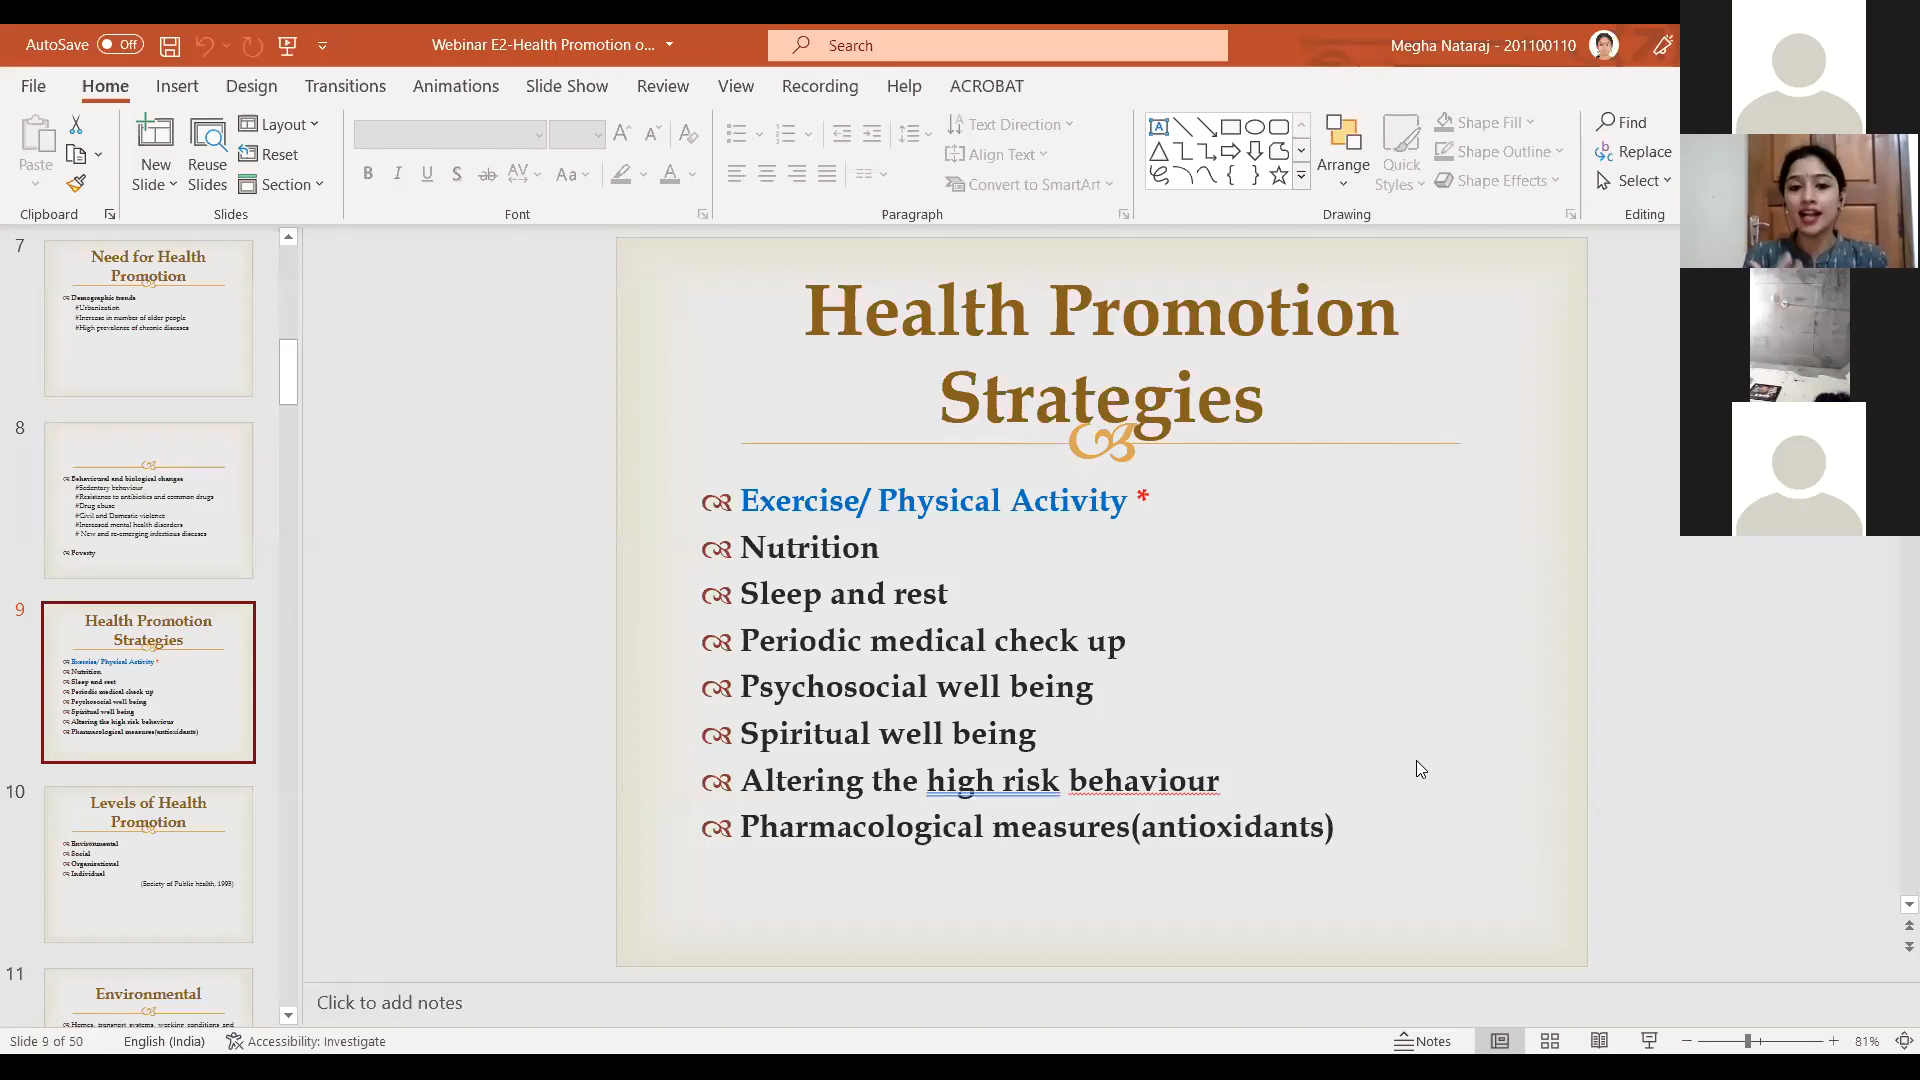 AutoSave Off
Webinar E2-Health Promotion o...
Search
Megha Nataraj - 201100110
File Home Insert Design Transitions Animations Slide Show Review View Recording Help ACROBAT
Paste
New Slide
Reuse Slides
Layout
Reset
Section
Text Direction
Align Text
Convert to SmartArt
Arrange
Quick Styles
Shape Fill
Shape Outline
Shape Effects
Find
Replace
Select
Clipboard Slides Font Paragraph Drawing Editing
7
Need for Health
Promotion
Demographic trends
#Urbanization
#Increase in number of older people
#High prevalence of chronic diseases
8
Behavioural and biological changes
#Sedentary behaviour
#Resistance to antibiotics and common drugs
#Drug abuse
#Civil and Domestic violence
#Increased mental health disorders
# New and re-emerging infectious diseases
Poverty
9
Health Promotion
Strategies
Exercise/ Physical Activity *
Nutrition
Sleep and rest
Periodic medical check up
Psychosocial well being
Spiritual well being
Altering the high risk behaviour
Pharmacological measures(antioxidants)
10
Levels of Health
Promotion
Environmental
Social
Organizational
Individual
(Society of Public health, 1993)
11
Environmental
Homes, transport systems, working conditions and
Health Promotion
Strategies
Exercise/ Physical Activity *
Nutrition
Sleep and rest
Periodic medical check up
Psychosocial well being
Spiritual well being
Altering the high risk behaviour
Pharmacological measures(antioxidants)
Click to add notes
Slide 9 of 50 English (India) Accessibility: Investigate Notes 81%